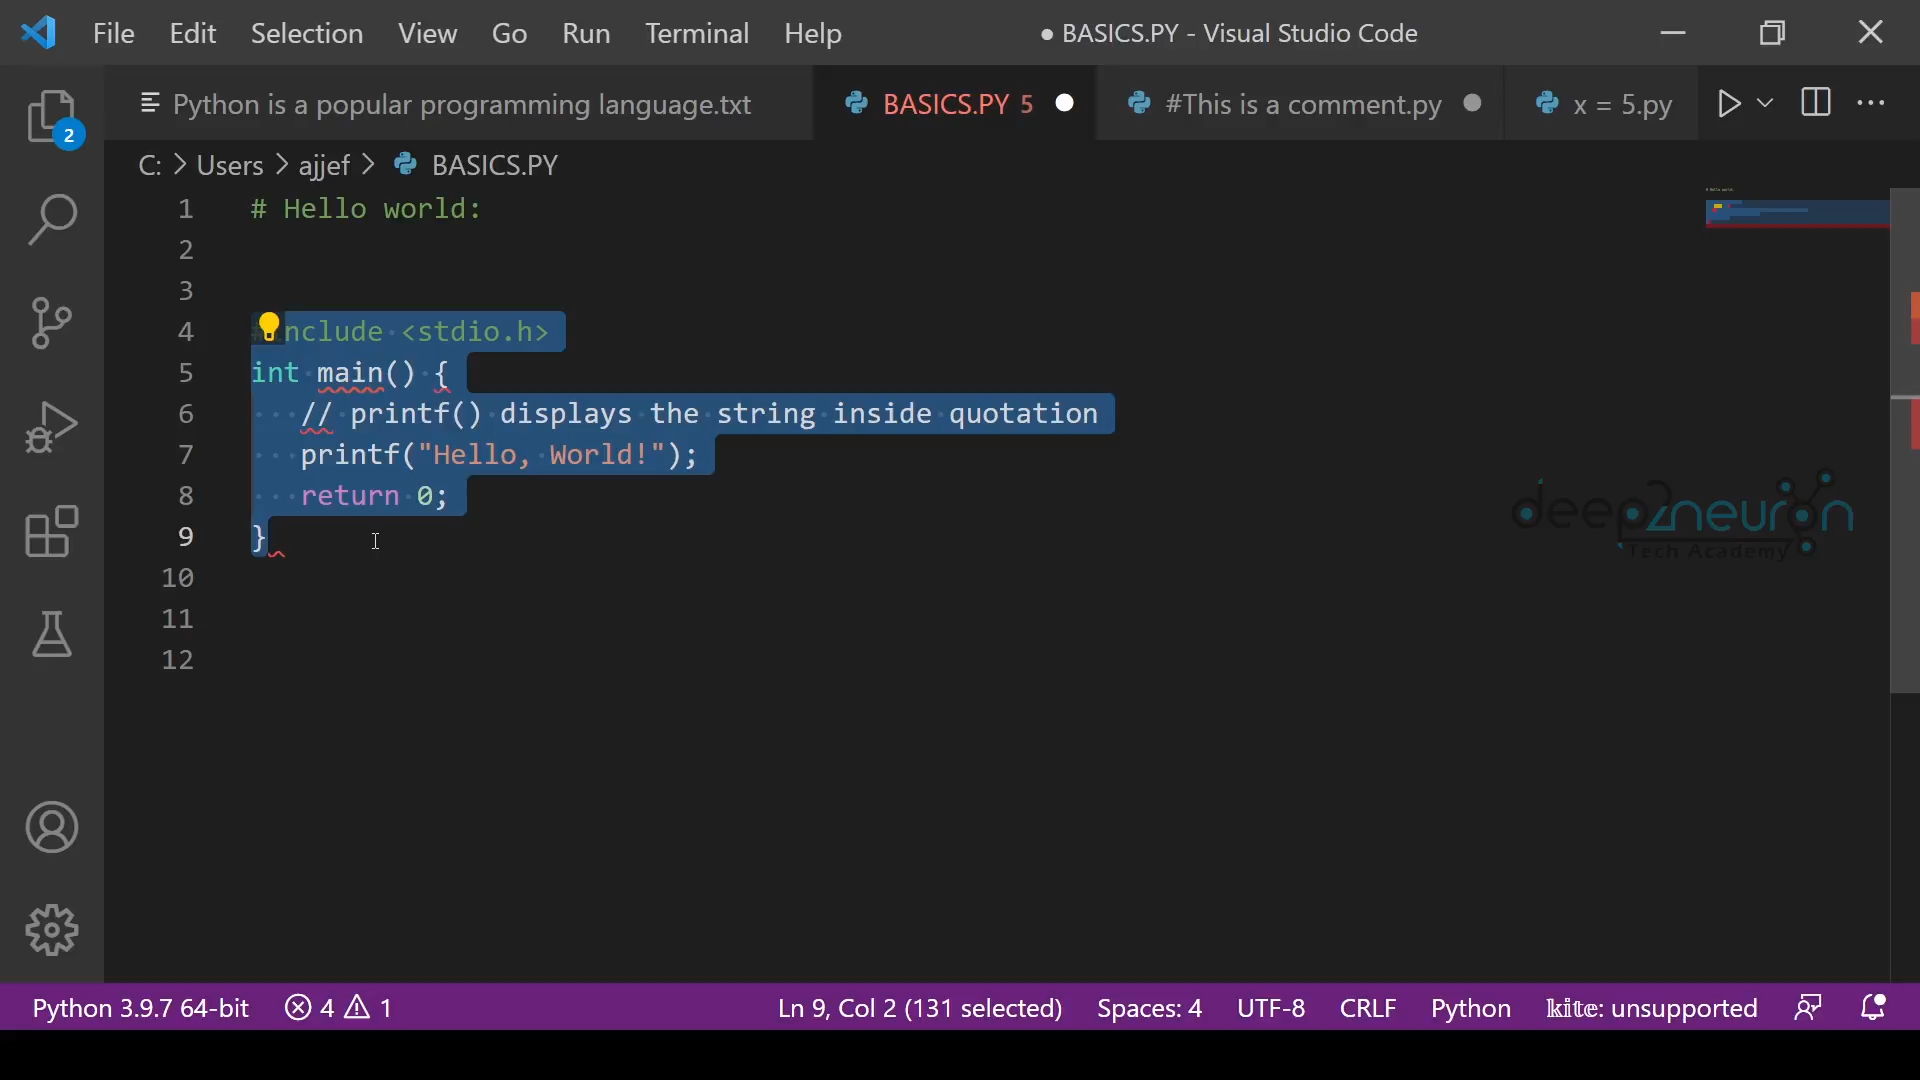 File Edit Selection View Go Run Terminal Help ● BASICS.PY - Visual Studio Code
Python is a popular programming language.txt BASICS.PY 5 #This is a comment.py x = 5.py
2
C: > Users > ajjef > BASICS.PY
1 # Hello world:
2
3
4 #include <stdio.h>
5 int main() {
6 // printf() displays the string inside quotation
7 printf("Hello, World!");
8 return 0;
9 }
10
11
12
deep2neuron
Tech Academy
Python 3.9.7 64-bit 4 1 Ln 9, Col 2 (131 selected) Spaces: 4 UTF-8 CRLF Python kite: unsupported